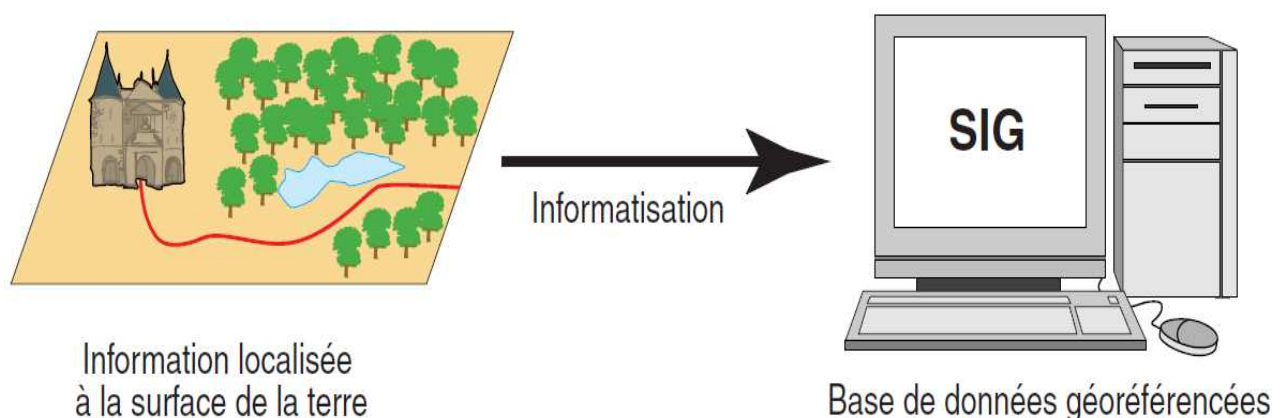 SIG
Informatisation
Information localisée
à la surface de la terre
Base de données géoréférencées